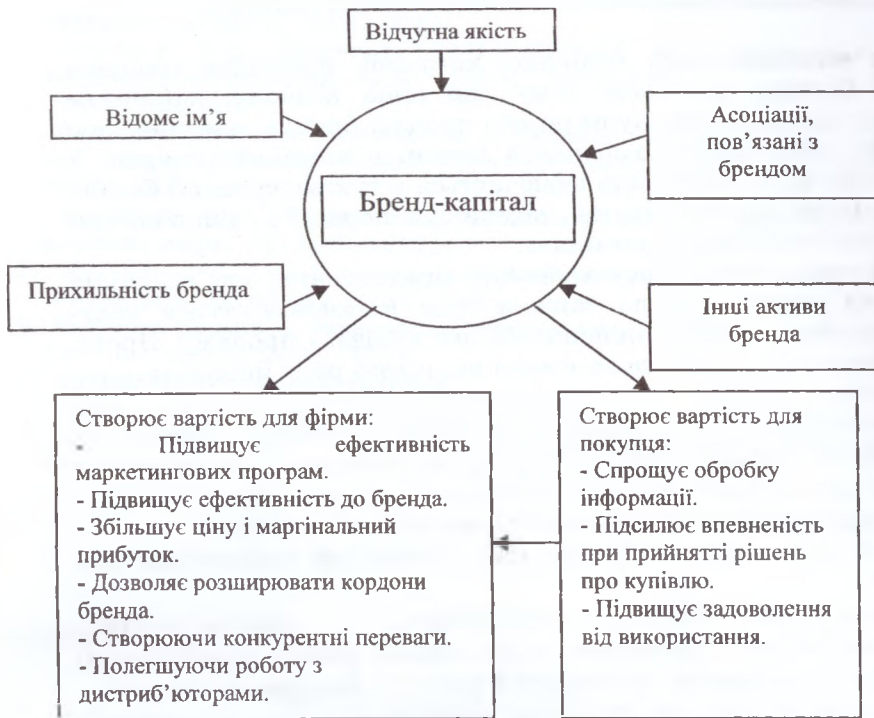 Відчутна якість
Відоме ім’я
Асоціації,
пов’язані з
брендом
Бренд-капітал
Прихильність бренда
Інші активи
бренда
Створює вартість для фірми:
- Підвищує ефективність
маркетингових програм.
- Підвищує ефективність до бренда.
- Збільшує ціну і маргінальний
прибуток.
- Дозволяє розширювати кордони
бренда.
- Створюючи конкурентні переваги.
- Полегшуючи роботу з
дистриб’юторами.
Створює вартість для
покупця:
- Спрощує обробку
інформації.
- Підсилює впевненість
при прийнятті рішень
про купівлю.
- Підвищує задоволення
від використання.